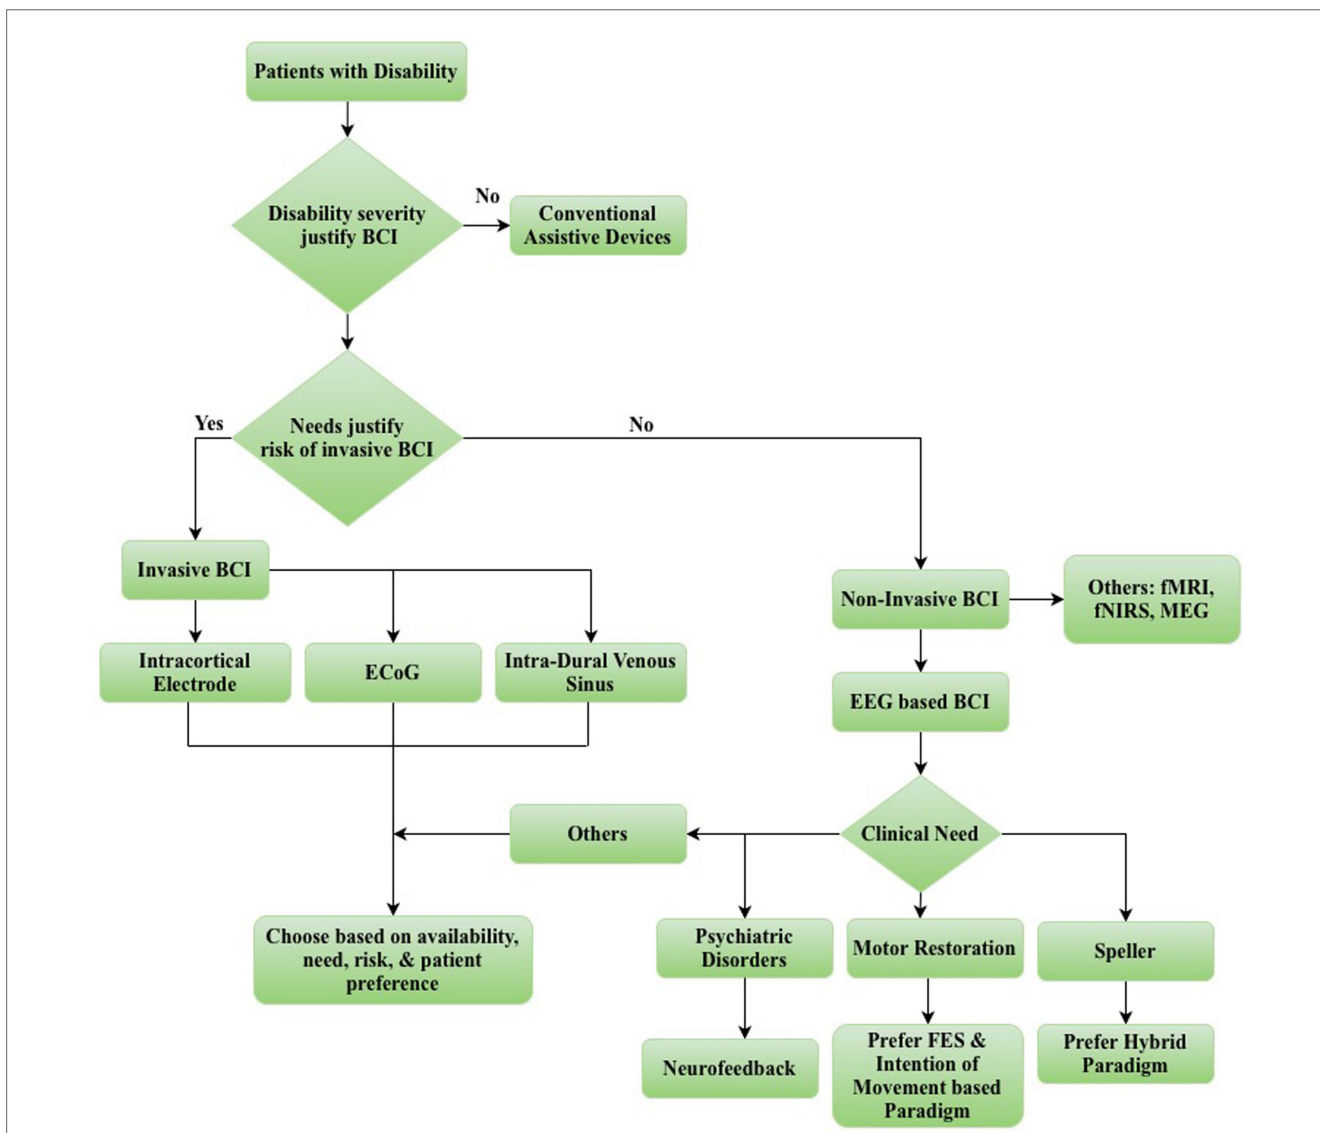 Patients with Disability
Disability severity
justify BCI
No
Conventional
Assistive Devices
Needs justify
risk of invasive BCI
Yes
No
Invasive BCI
Non-Invasive BCI
Others: fMRI,
fNIRS, MEG
Intracortical
Electrode
ECoG
Intra-Dural Venous
Sinus
EEG based BCI
Others
Clinical Need
Choose based on availability,
need, risk, & patient
preference
Psychiatric
Disorders
Motor Restoration
Speller
Neurofeedback
Prefer FES &
Intention of
Movement based
Paradigm
Prefer Hybrid
Paradigm